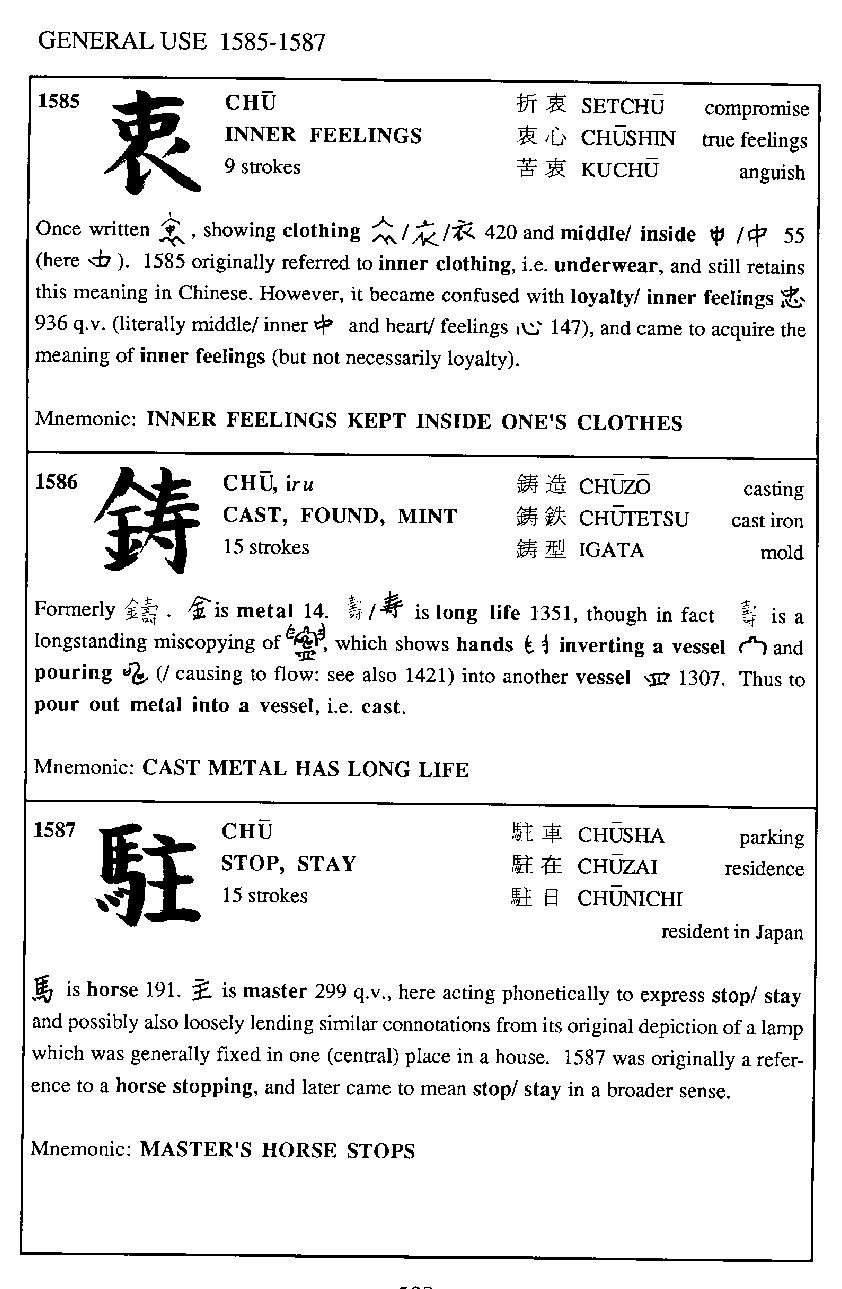 GENERAL USE 1585-1587
1585 衷 CHŪ 折衷 SETCHŪ compromise
INNER FEELINGS 衷心 CHŪSHIN true feelings
9 strokes 苦衷 KUCHŪ anguish
Once written , showing clothing / / 衣 420 and middle/ inside / 中 55
(here ). 1585 originally referred to inner clothing, i.e. underwear, and still retains
this meaning in Chinese. However, it became confused with loyalty/ inner feelings 忠
936 q.v. (literally middle/ inner 中 and heart/ feelings 心 147), and came to acquire the
meaning of inner feelings (but not necessarily loyalty).
Mnemonic: INNER FEELINGS KEPT INSIDE ONE'S CLOTHES
1586 鋳 CHŪ, iru 鋳造 CHŪZŌ casting
CAST, FOUND, MINT 鋳鉄 CHŪTETSU cast iron
15 strokes 鋳型 IGATA mold
Formerly 鑄 . 金 is metal 14. 壽/寿 is long life 1351, though in fact 壽 is a
longstanding miscopying of , which shows hands inverting a vessel and
pouring (/ causing to flow: see also 1421) into another vessel 1307. Thus to
pour out metal into a vessel, i.e. cast.
Mnemonic: CAST METAL HAS LONG LIFE
1587 駐 CHŪ 駐車 CHŪSHA parking
STOP, STAY 駐在 CHŪZAI residence
15 strokes 駐日 CHŪNICHI
resident in Japan
馬 is horse 191. 主 is master 299 q.v., here acting phonetically to express stop/ stay
and possibly also loosely lending similar connotations from its original depiction of a lamp
which was generally fixed in one (central) place in a house. 1587 was originally a refer-
ence to a horse stopping, and later came to mean stop/ stay in a broader sense.
Mnemonic: MASTER'S HORSE STOPS